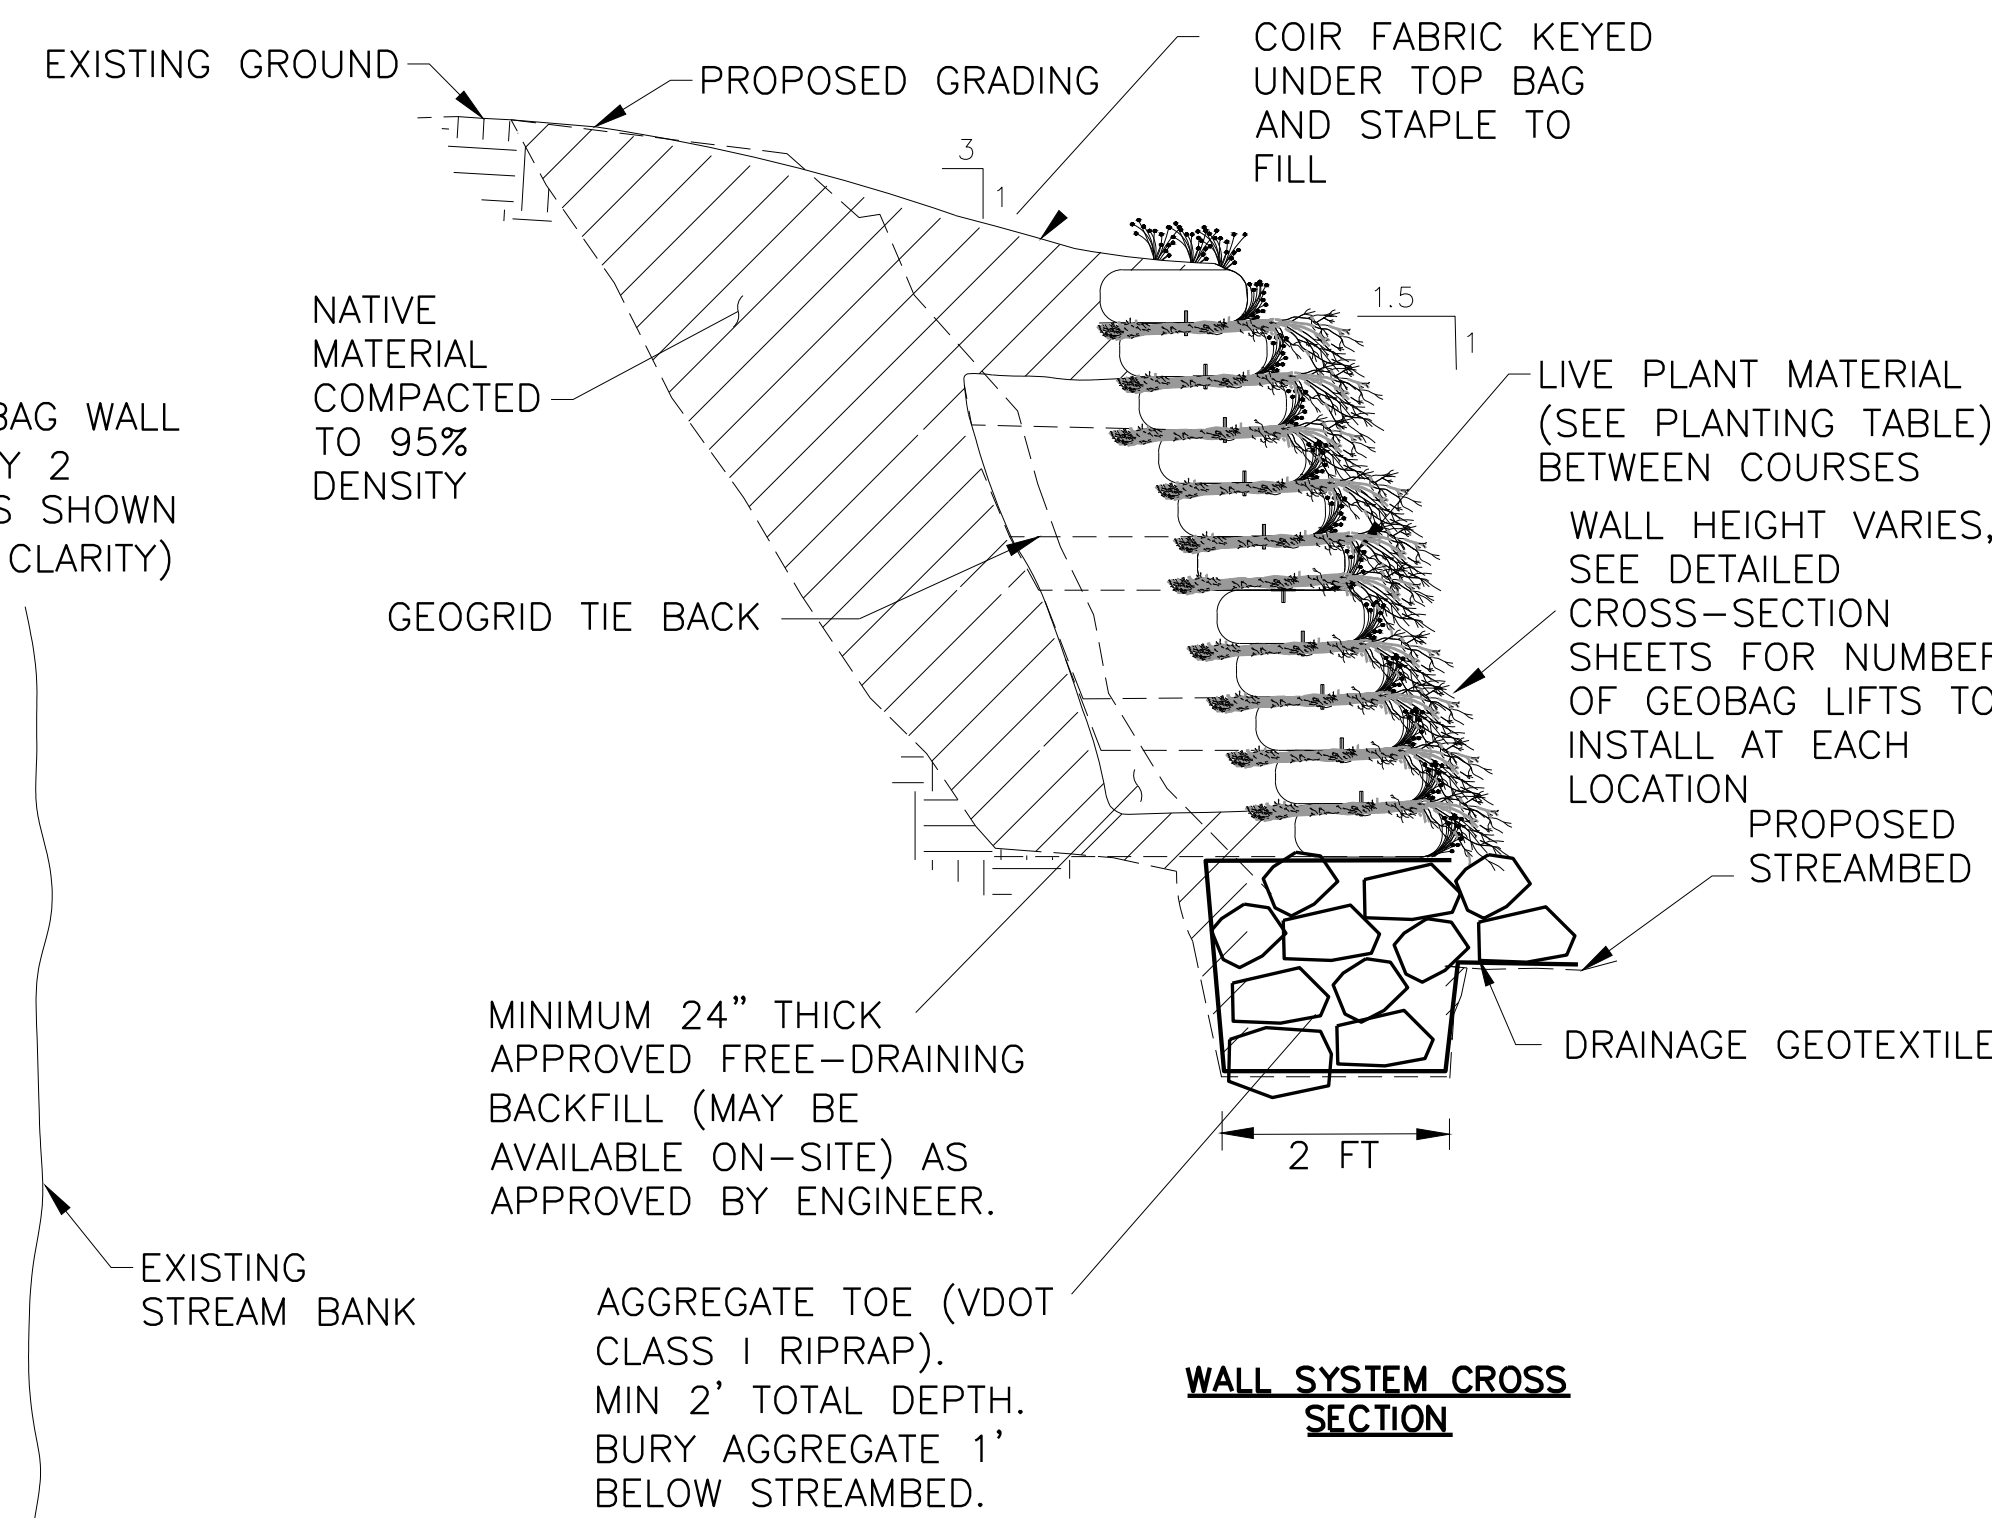 EXISTING GROUND
PROPOSED GRADING
COIR FABRIC KEYED
UNDER TOP BAG
AND STAPLE TO
FILL
3
1
1.5
1
NATIVE
MATERIAL
COMPACTED
TO 95%
DENSITY
BAG WALL
Y 2
S SHOWN
CLARITY)
LIVE PLANT MATERIAL
(SEE PLANTING TABLE)
BETWEEN COURSES
WALL HEIGHT VARIES,
SEE DETAILED
CROSS-SECTION
SHEETS FOR NUMBER
OF GEOBAG LIFTS TO
INSTALL AT EACH
LOCATION
GEOGRID TIE BACK
PROPOSED
STREAMBED
MINIMUM 24" THICK
APPROVED FREE-DRAINING
BACKFILL (MAY BE
AVAILABLE ON-SITE) AS
APPROVED BY ENGINEER.
DRAINAGE GEOTEXTILE
2 FT
EXISTING
STREAM BANK
AGGREGATE TOE (VDOT
CLASS I RIPRAP).
MIN 2' TOTAL DEPTH.
BURY AGGREGATE 1'
BELOW STREAMBED.
WALL SYSTEM CROSS
SECTION